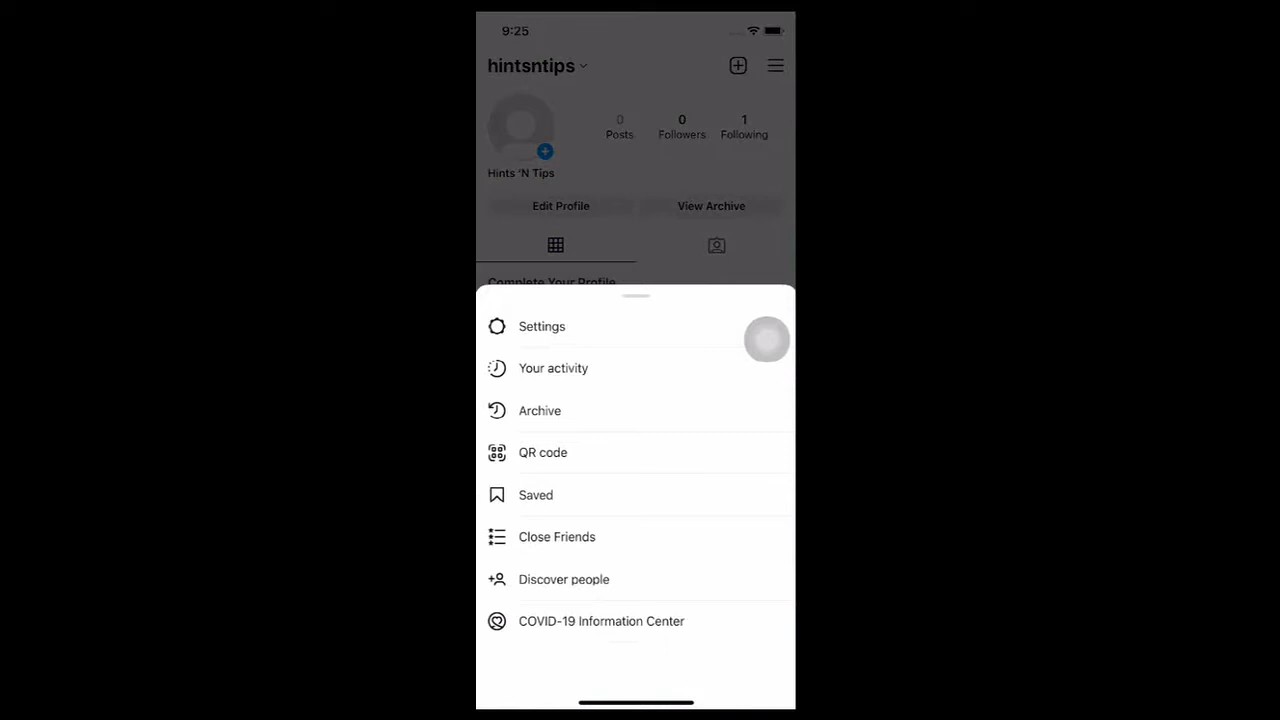 9:25
hintsntips
0 0 1
Posts Followers Following
Hints 'N Tips
Edit Profile View Archive
Complete Your Profile
Settings
Your activity
Archive
QR code
Saved
Close Friends
Discover people
COVID-19 Information Center